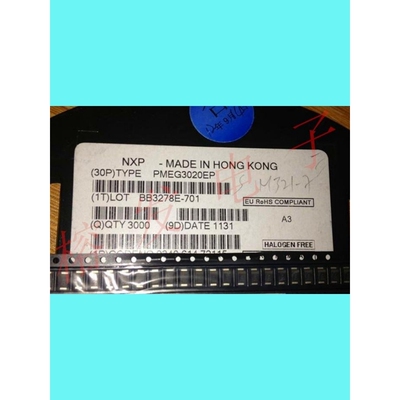 NXP - MADE IN HONG KONG
(30P)TYPE PMEG3020EP
(1T)LOT BB3278E-701
EU RoHS COMPLIANT
A3
(Q)QTY 3000 (9D)DATE 1131
HALOGEN FREE